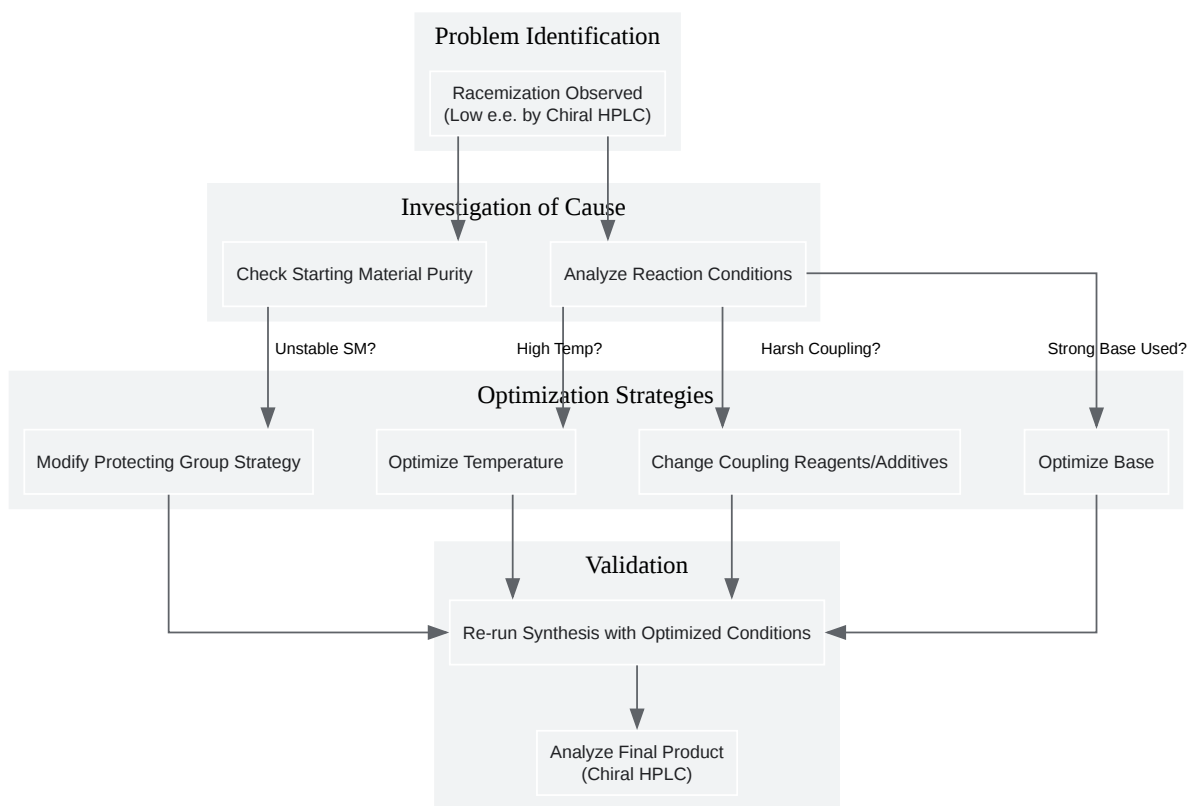 Problem Identification
Racemization Observed
(Low e.e. by Chiral HPLC)
Investigation of Cause
Check Starting Material Purity
Analyze Reaction Conditions
Unstable SM?
High Temp?
Harsh Coupling?
Strong Base Used?
Optimization Strategies
Modify Protecting Group Strategy
Optimize Temperature
Change Coupling Reagents/Additives
Optimize Base
Validation
Re-run Synthesis with Optimized Conditions
Analyze Final Product
(Chiral HPLC)